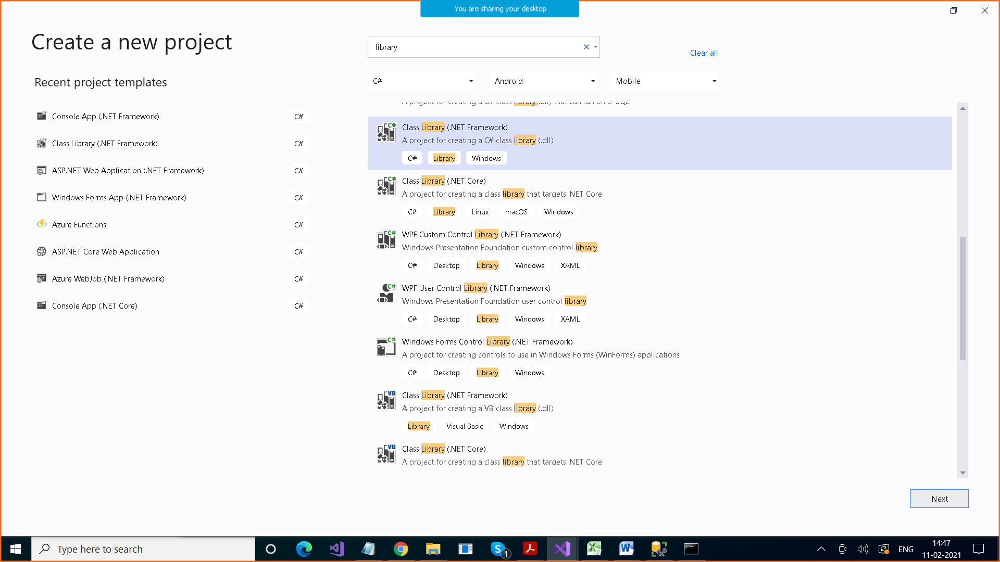 You are sharing your desktop
Create a new project
library
Clear all
C#
Android
Mobile
Recent project templates
Console App (.NET Framework)
C#
Class Library (.NET Framework)
C#
ASP.NET Web Application (.NET Framework)
C#
Windows Forms App (.NET Framework)
C#
Azure Functions
C#
ASP.NET Core Web Application
C#
Azure WebJob (.NET Framework)
C#
Console App (.NET Core)
C#
A project for creating a C# class library(.dll) that can run on U-SQL.
Class Library (.NET Framework)
A project for creating a C# class library (.dll)
C# Library Windows
Class Library (.NET Core)
A project for creating a class library that targets .NET Core.
C# Library Linux macOS Windows
WPF Custom Control Library (.NET Framework)
Windows Presentation Foundation custom control library
C# Desktop Library Windows XAML
WPF User Control Library (.NET Framework)
Windows Presentation Foundation user control library
C# Desktop Library Windows XAML
Windows Forms Control Library (.NET Framework)
A project for creating controls to use in Windows Forms (WinForms) applications
C# Desktop Library Windows
Class Library (.NET Framework)
A project for creating a VB class library (.dll)
Library Visual Basic Windows
Class Library (.NET Core)
A project for creating a class library that targets .NET Core.
Next
Type here to search
1
ENG
14:47
11-02-2021